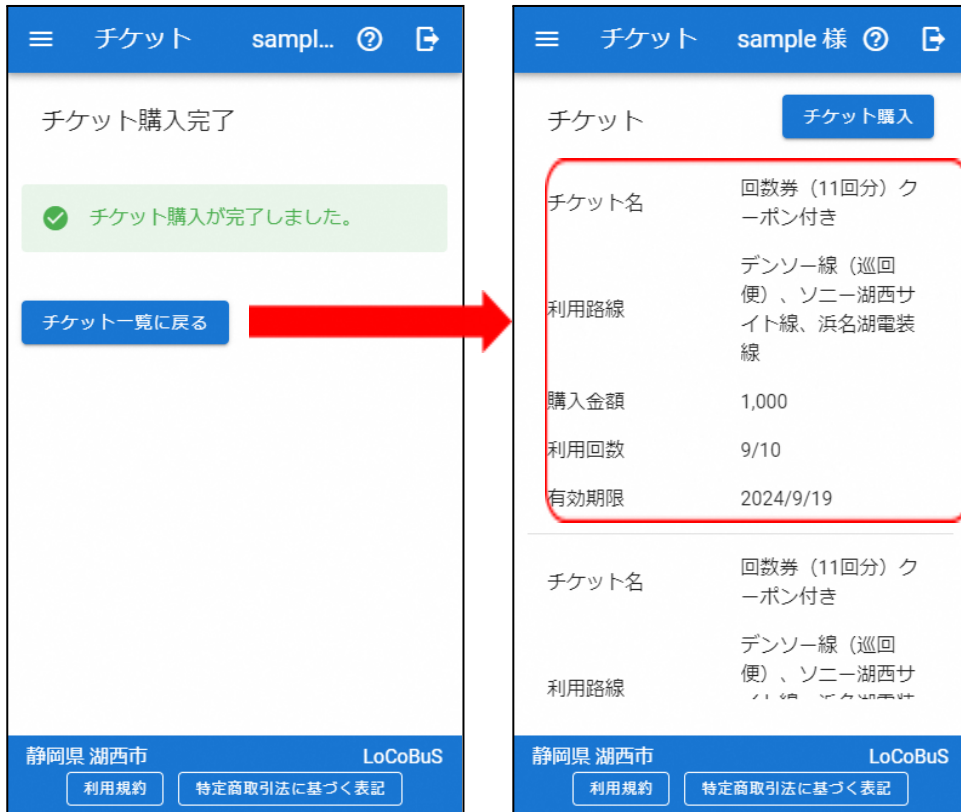 チケット
sampl...
チケット購入完了
チケット購入が完了しました。
チケット一覧に戻る
静岡県 湖西市
LoCoBuS
利用規約
特定商取引法に基づく表記
チケット
sample 様
チケット
チケット購入
チケット名
回数券（11回分）ク
ーポン付き
利用路線
デンソー線（巡回
便）、ソニー湖西サ
イト線、浜名湖電装
線
購入金額
1,000
利用回数
9/10
有効期限
2024/9/19
チケット名
回数券（11回分）ク
ーポン付き
利用路線
デンソー線（巡回
便）、ソニー湖西サ
静岡県 湖西市
LoCoBuS
利用規約
特定商取引法に基づく表記